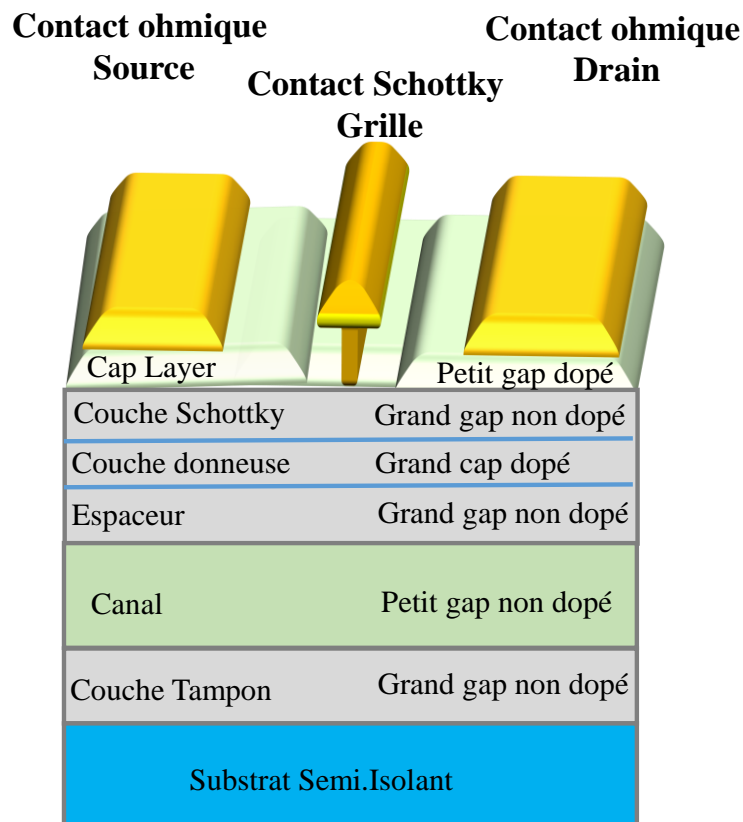 Contact ohmique
Source
Contact Schottky
Grille
Contact ohmique
Drain
Cap Layer
Petit gap dopé
Couche Schottky
Grand gap non dopé
Couche donneuse
Grand cap dopé
Espaceur
Grand gap non dopé
Canal
Petit gap non dopé
Couche Tampon
Grand gap non dopé
Substrat Semi.Isolant